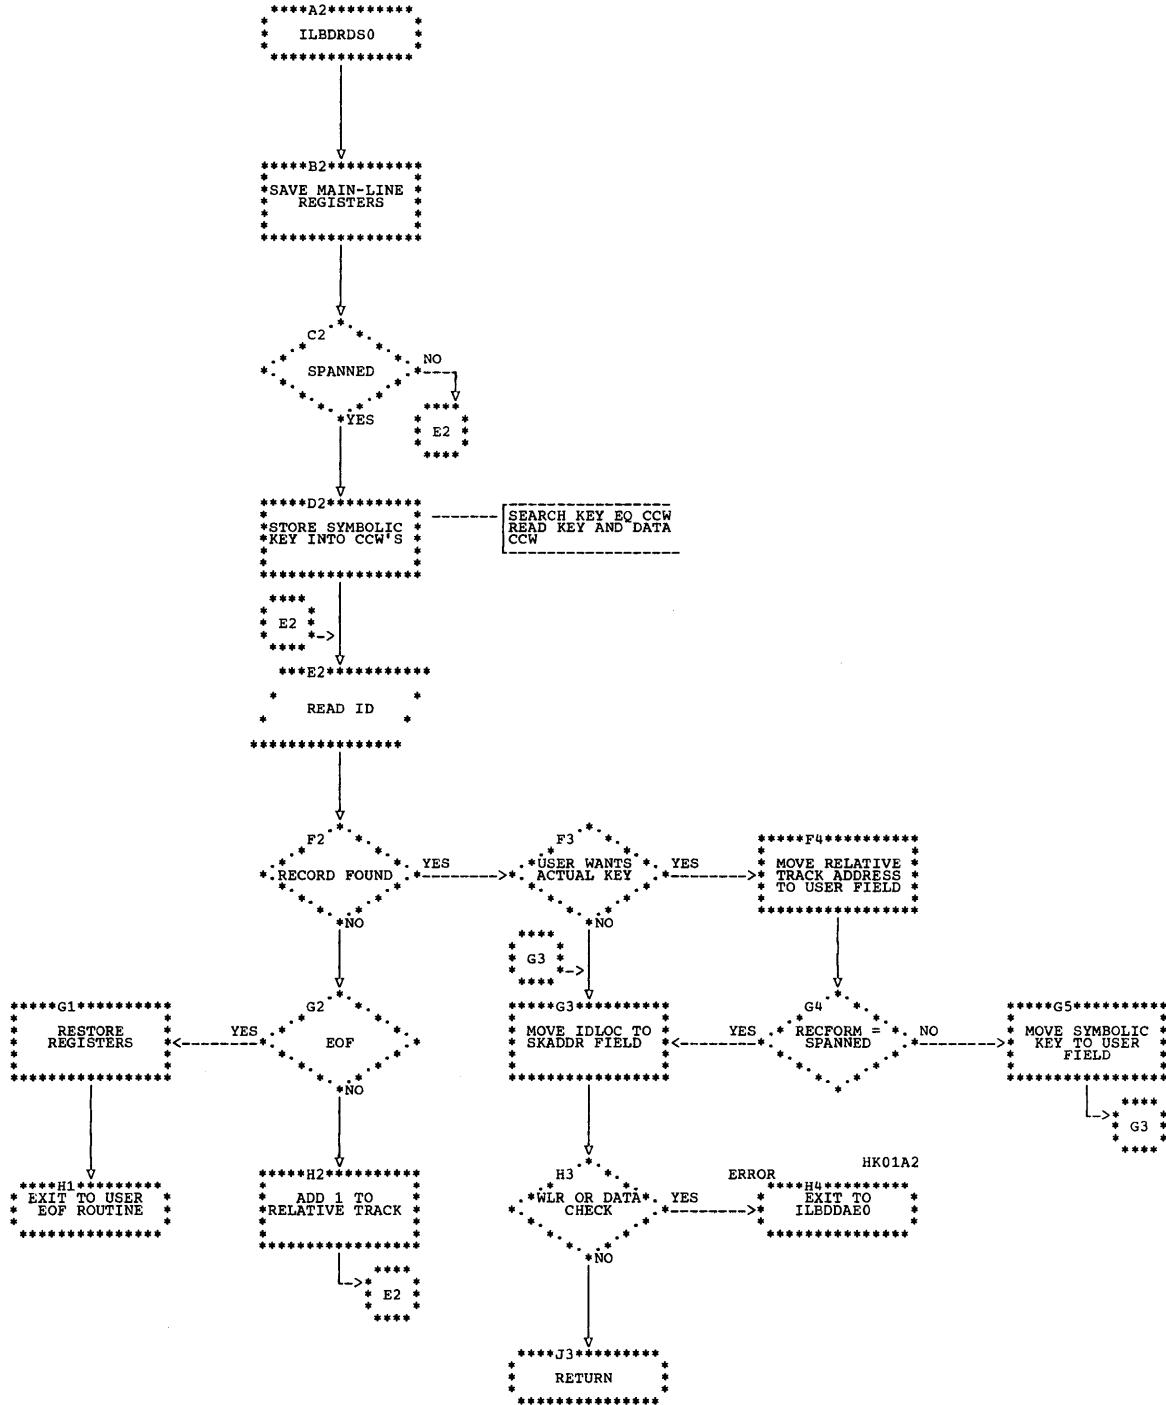 A2
ILBDRDS0
B2
SAVE MAIN-LINE
REGISTERS
C2
SPANNED
NO
E2
YES
D2
STORE SYMBOLIC
KEY INTO CCW'S
SEARCH KEY EQ CCW
READ KEY AND DATA
CCW
E2
E2
READ ID
F2
RECORD FOUND
YES
NO
F3
USER WANTS
ACTUAL KEY
YES
NO
F4
MOVE RELATIVE
TRACK ADDRESS
TO USER FIELD
G3
G1
RESTORE
REGISTERS
YES
G2
EOF
NO
G3
MOVE IDLOC TO
SKADDR FIELD
YES
G4
RECFORM =
SPANNED
NO
G5
MOVE SYMBOLIC
KEY TO USER
FIELD
G3
H1
EXIT TO USER
EOF ROUTINE
H2
ADD 1 TO
RELATIVE TRACK
E2
H3
WLR OR DATA
CHECK
YES
NO
ERROR
HK01A2
H4
EXIT TO
ILBDDAE0
J3
RETURN